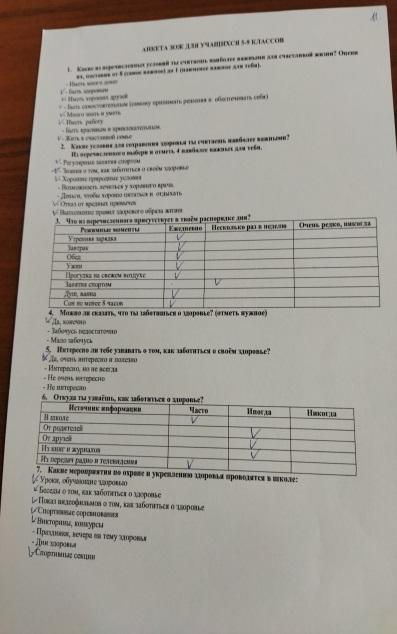 11
АНКЕТА ЗОЖ ДЛЯ УЧАЩИХСЯ 5-9 КЛАССОВ
1. Какие из перечисленных условий ты считаешь наиболее важными для счастливой жизни? Оцени
их, поставив от 8 (самое важное) до 1 (наименее важное для тебя).
- Иметь много денег
√ - Быть здоровым
√ - Иметь хороших друзей
√ - Быть самостоятельным (самому принимать решения и обеспечивать себя)
√ - Много знать и уметь
√ - Иметь работу
- Быть красивым и привлекательным.
√ - Жить в счастливой семье
2. Какие условия для сохранения здоровья ты считаешь наиболее важными?
Из перечисленного выбери и отметь 4 наиболее важных для тебя.
√ - Регулярные занятия спортом
√ - Знания о том, как заботиться о своём здоровье
√ - Хорошие природные условия
- Возможность лечиться у хорошего врача.
- Деньги, чтобы хорошо питаться и отдыхать
√ - Отказ от вредных привычек
√ - Выполнение правил здорового образа жизни
3. Что из перечисленного присутствует в твоём распорядке дня?
Режимные моменты Ежедневно Несколько раз в неделю Очень редко, никогда
Утренняя зарядка √
Завтрак √
Обед √
Ужин √
Прогулка на свежем воздухе √
Занятия спортом √
Душ, ванна √
Сон не менее 8 часов √
4. Можно ли сказать, что ты заботишься о здоровье? (отметь нужное)
√ Да, конечно
- Забочусь недостаточно
- Мало забочусь
5. Интересно ли тебе узнавать о том, как заботиться о своём здоровье?
√ Да, очень интересно и полезно
- Интересно, но не всегда
- Не очень интересно
- Не интересно
6. Откуда ты узнаёшь, как заботиться о здоровье?
Источник информации Часто Иногда Никогда
В школе √
От родителей √
От друзей √
Из книг и журналов √
Из передач радио и телевидения √
7. Какие мероприятия по охране и укреплению здоровья проводятся в школе:
√ Уроки, обучающие здоровью
√ Беседы о том, как заботиться о здоровье
√ Показ видеофильмов о том, как заботиться о здоровье
√ Спортивные соревнования
√ Викторины, конкурсы
- Праздники, вечера на тему здоровья
- Дни здоровья
√ Спортивные секции